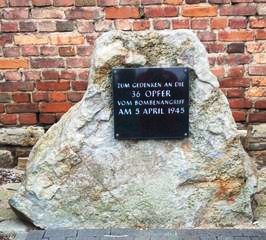 ZUM GEDENKEN AN DIE
36 OPFER
VOM BOMBENANGRIFF
AM 5 APRIL 1945